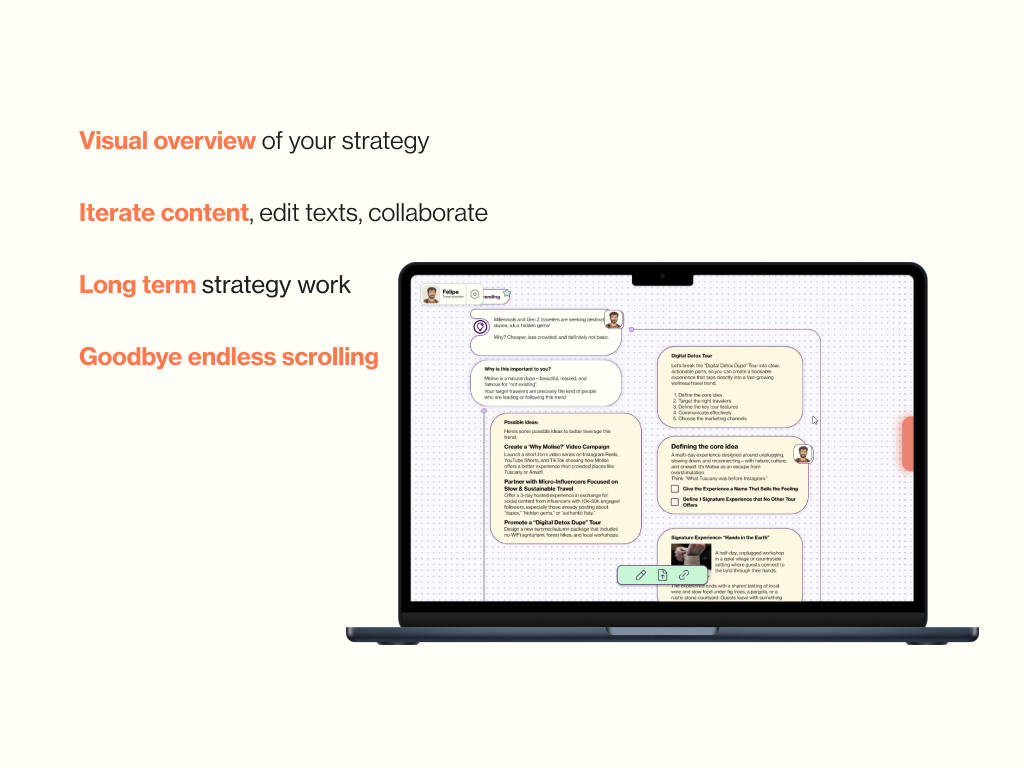 Visual overview of your strategy
Iterate content, edit texts, collaborate
Long term strategy work
Goodbye endless scrolling
Felipe
Travel provider
rending
Millennials and Gen Z travelers are seeking destinat
dupes, a.k.a. hidden gems!
Why? Cheaper, less crowded, and definitely not basic.
Why is this important to you?
Molise is a natural dupe—beautiful, relaxed, and
famous for "not existing".
Your target travelers are precisely the kind of people
who are leading or following this trend.
Possible ideas:
Here's some possible ideas to better leverage this
trend:
Create a 'Why Molise?' Video Campaign
Launch a short-form video series on Instagram Reels,
YouTube Shorts, and TikTok showing how Molise
offers a better experience than crowded places like
Tuscany or Amalfi.
Partner with Micro-Influencers Focused on
Slow & Sustainable Travel
Offer a 3-day hosted experience in exchange for
social content from influencers with 10k–50k engaged
followers, especially those already posting about
"dupes," "hidden gems," or "authentic Italy."
Promote a "Digital Detox Dupe" Tour
Design a new summer/autumn package that includes
no-WiFi agriturismi, forest hikes, and local workshops.
Digital Detox Tour
Let's break the "Digital Detox Dupe" Tour into clear,
actionable parts, so you can create a bookable
experience that taps directly into a fast-growing
wellness travel trend.
1. Define the core idea
2. Target the right travelers
3. Define the key tour features
4. Communicate effectively
5. Choose the marketing channels
Defining the core idea
A multi-day experience designed around unplugging,
slowing down, and reconnecting—with nature, culture,
and oneself. It's Molise as an escape from
overstimulation.
Think: "What Tuscany was before Instagram."
Give the Experience a Name That Sells the Feeling
Define 1 Signature Experience that No Other Tour
Offers
Signature Experience: "Hands in the Earth"
A half-day, unplugged workshop
in a quiet village or countryside
setting where guests connect to
the land through their hands.
The experience ends with a shared tasting of local
wine and slow food under fig trees, a pergola, or a
rustic stone courtyard. Guests leave with something